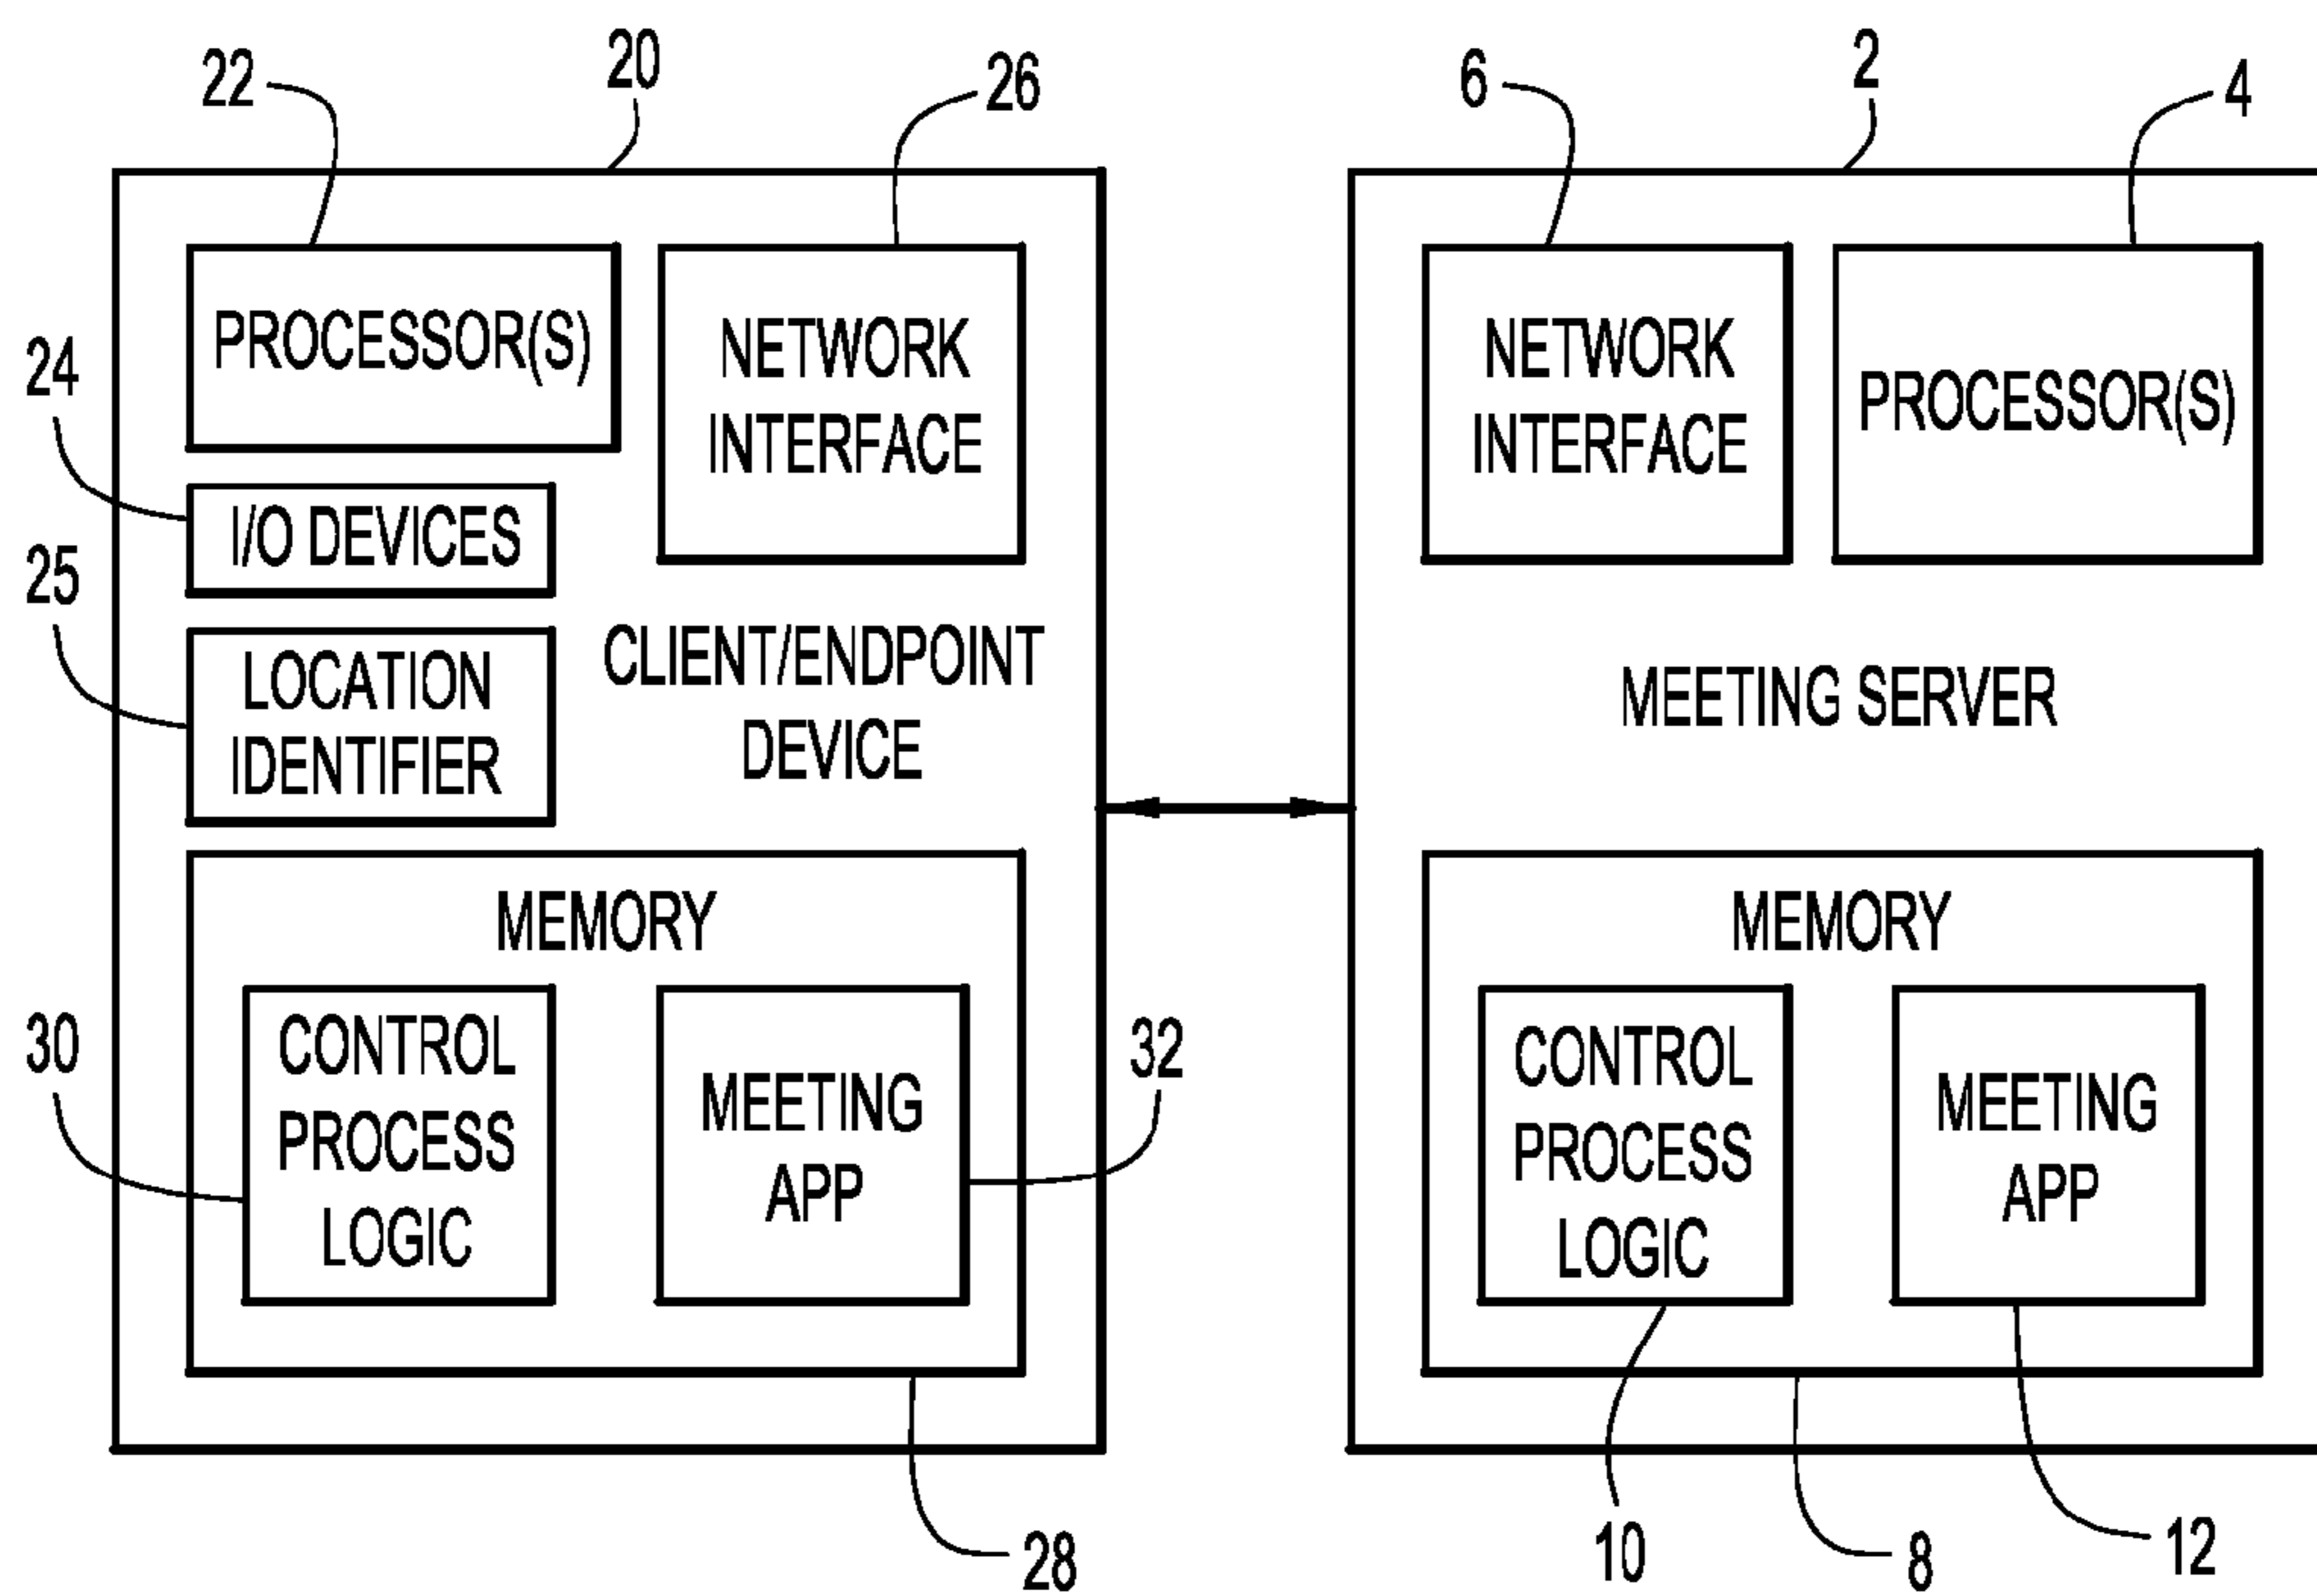 22
20
26
6
2
4
PROCESSOR(S)
NETWORK
INTERFACE
24
I/O DEVICES
25
LOCATION
IDENTIFIER
CLIENT/ENDPOINT
DEVICE
MEMORY
30
CONTROL
PROCESS
LOGIC
MEETING
APP
32
28
NETWORK
INTERFACE
PROCESSOR(S)
MEETING SERVER
MEMORY
CONTROL
PROCESS
LOGIC
MEETING
APP
10
8
12